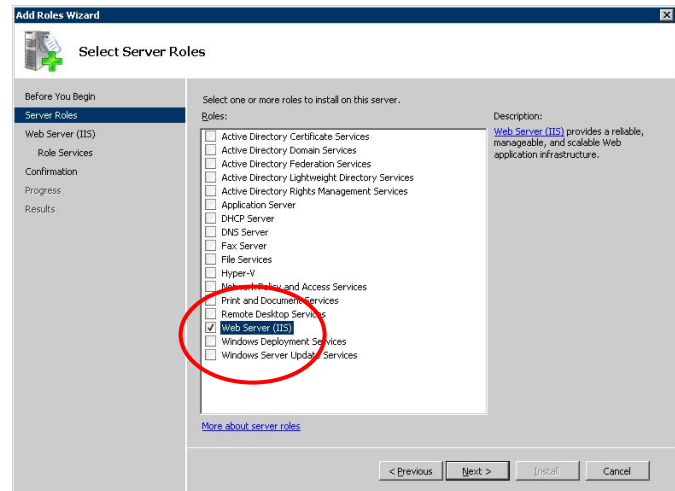 Add Roles Wizard
Select Server Roles
Before You Begin
Server Roles
Web Server (IIS)
Role Services
Confirmation
Progress
Results
Select one or more roles to install on this server.
Roles:
Active Directory Certificate Services
Active Directory Domain Services
Active Directory Federation Services
Active Directory Lightweight Directory Services
Active Directory Rights Management Services
Application Server
DHCP Server
DNS Server
Fax Server
File Services
Hyper-V
Network Policy and Access Services
Print and Document Services
Remote Desktop Services
Web Server (IIS)
Windows Deployment Services
Windows Server Update Services
More about server roles
Description:
Web Server (IIS) provides a reliable,
manageable, and scalable Web
application infrastructure.
< Previous
Next >
Install
Cancel